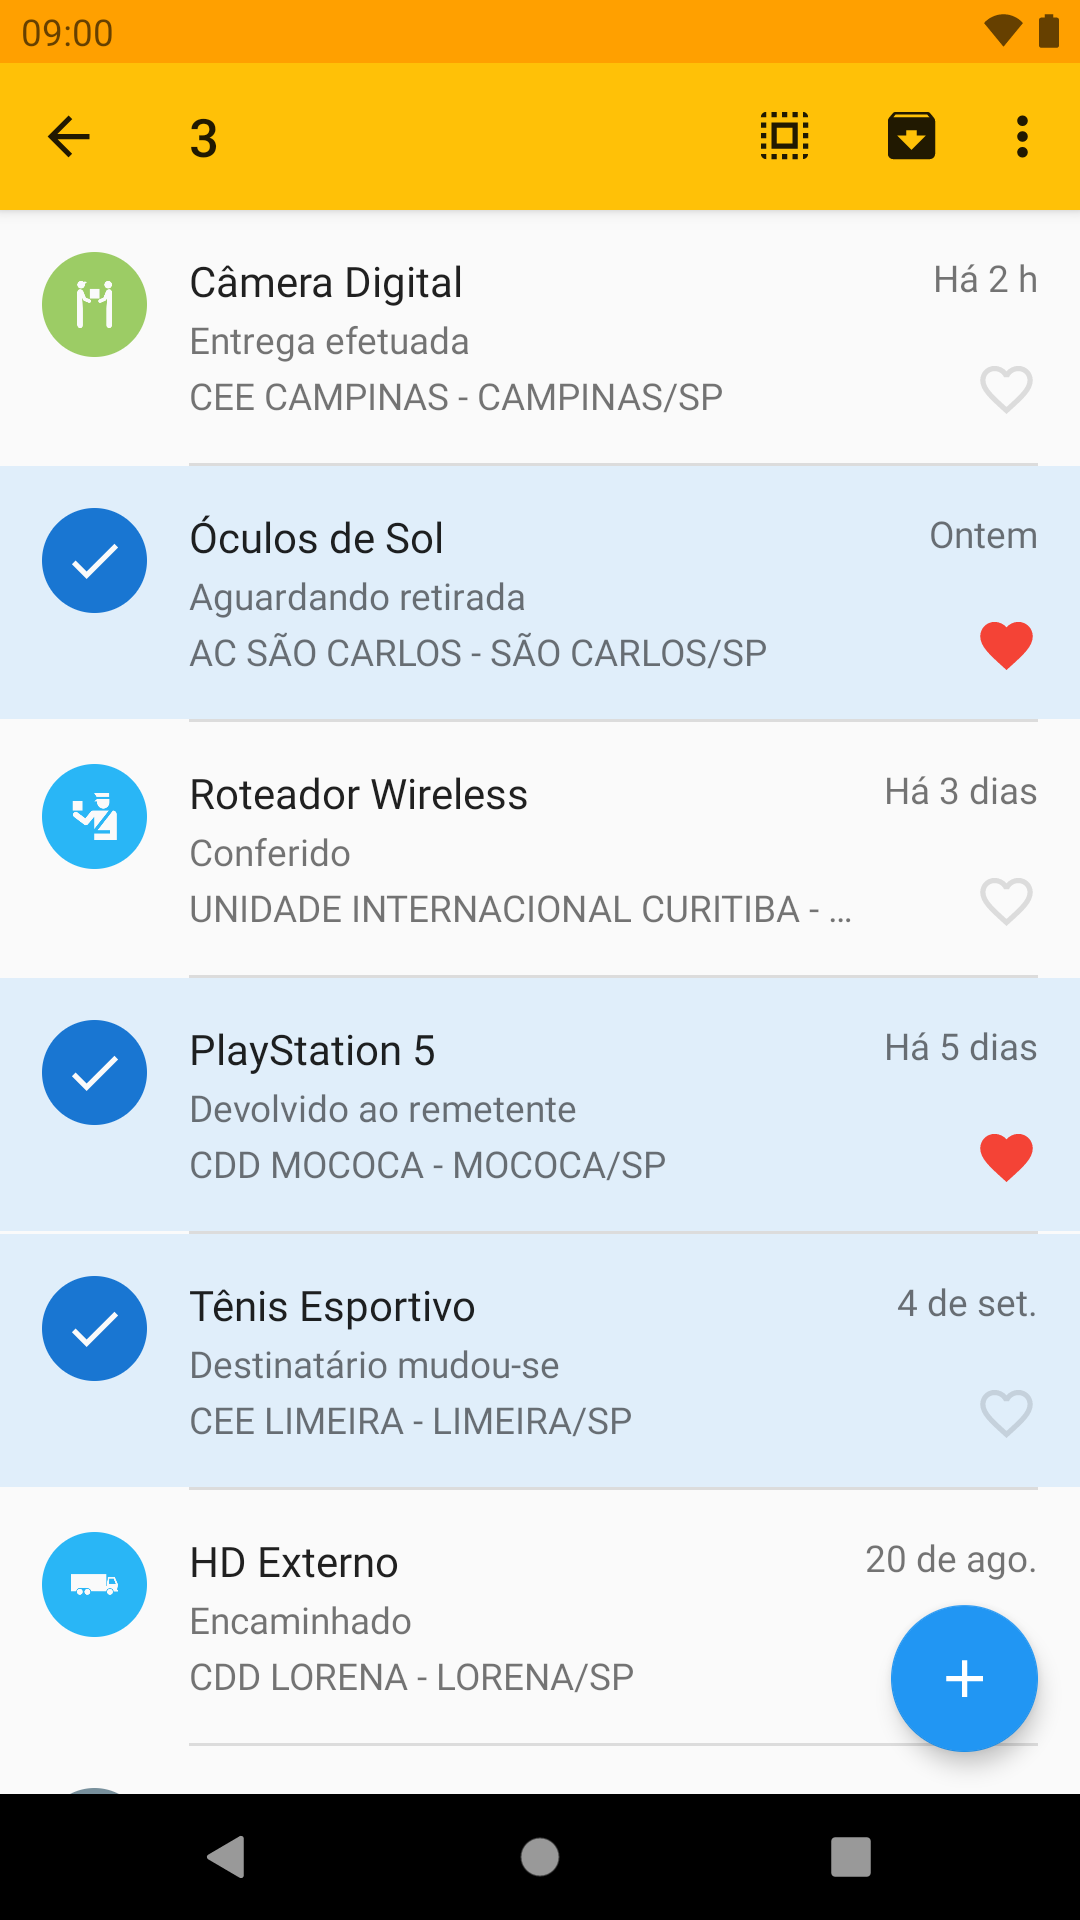 09:00
3
Câmera Digital
Há 2 h
Entrega efetuada
CEE CAMPINAS - CAMPINAS/SP
Óculos de Sol
Ontem
Aguardando retirada
AC SÃO CARLOS - SÃO CARLOS/SP
Roteador Wireless
Há 3 dias
Conferido
UNIDADE INTERNACIONAL CURITIBA - ...
PlayStation 5
Há 5 dias
Devolvido ao remetente
CDD MOCOCA - MOCOCA/SP
Tênis Esportivo
4 de set.
Destinatário mudou-se
CEE LIMEIRA - LIMEIRA/SP
HD Externo
20 de ago.
Encaminhado
CDD LORENA - LORENA/SP